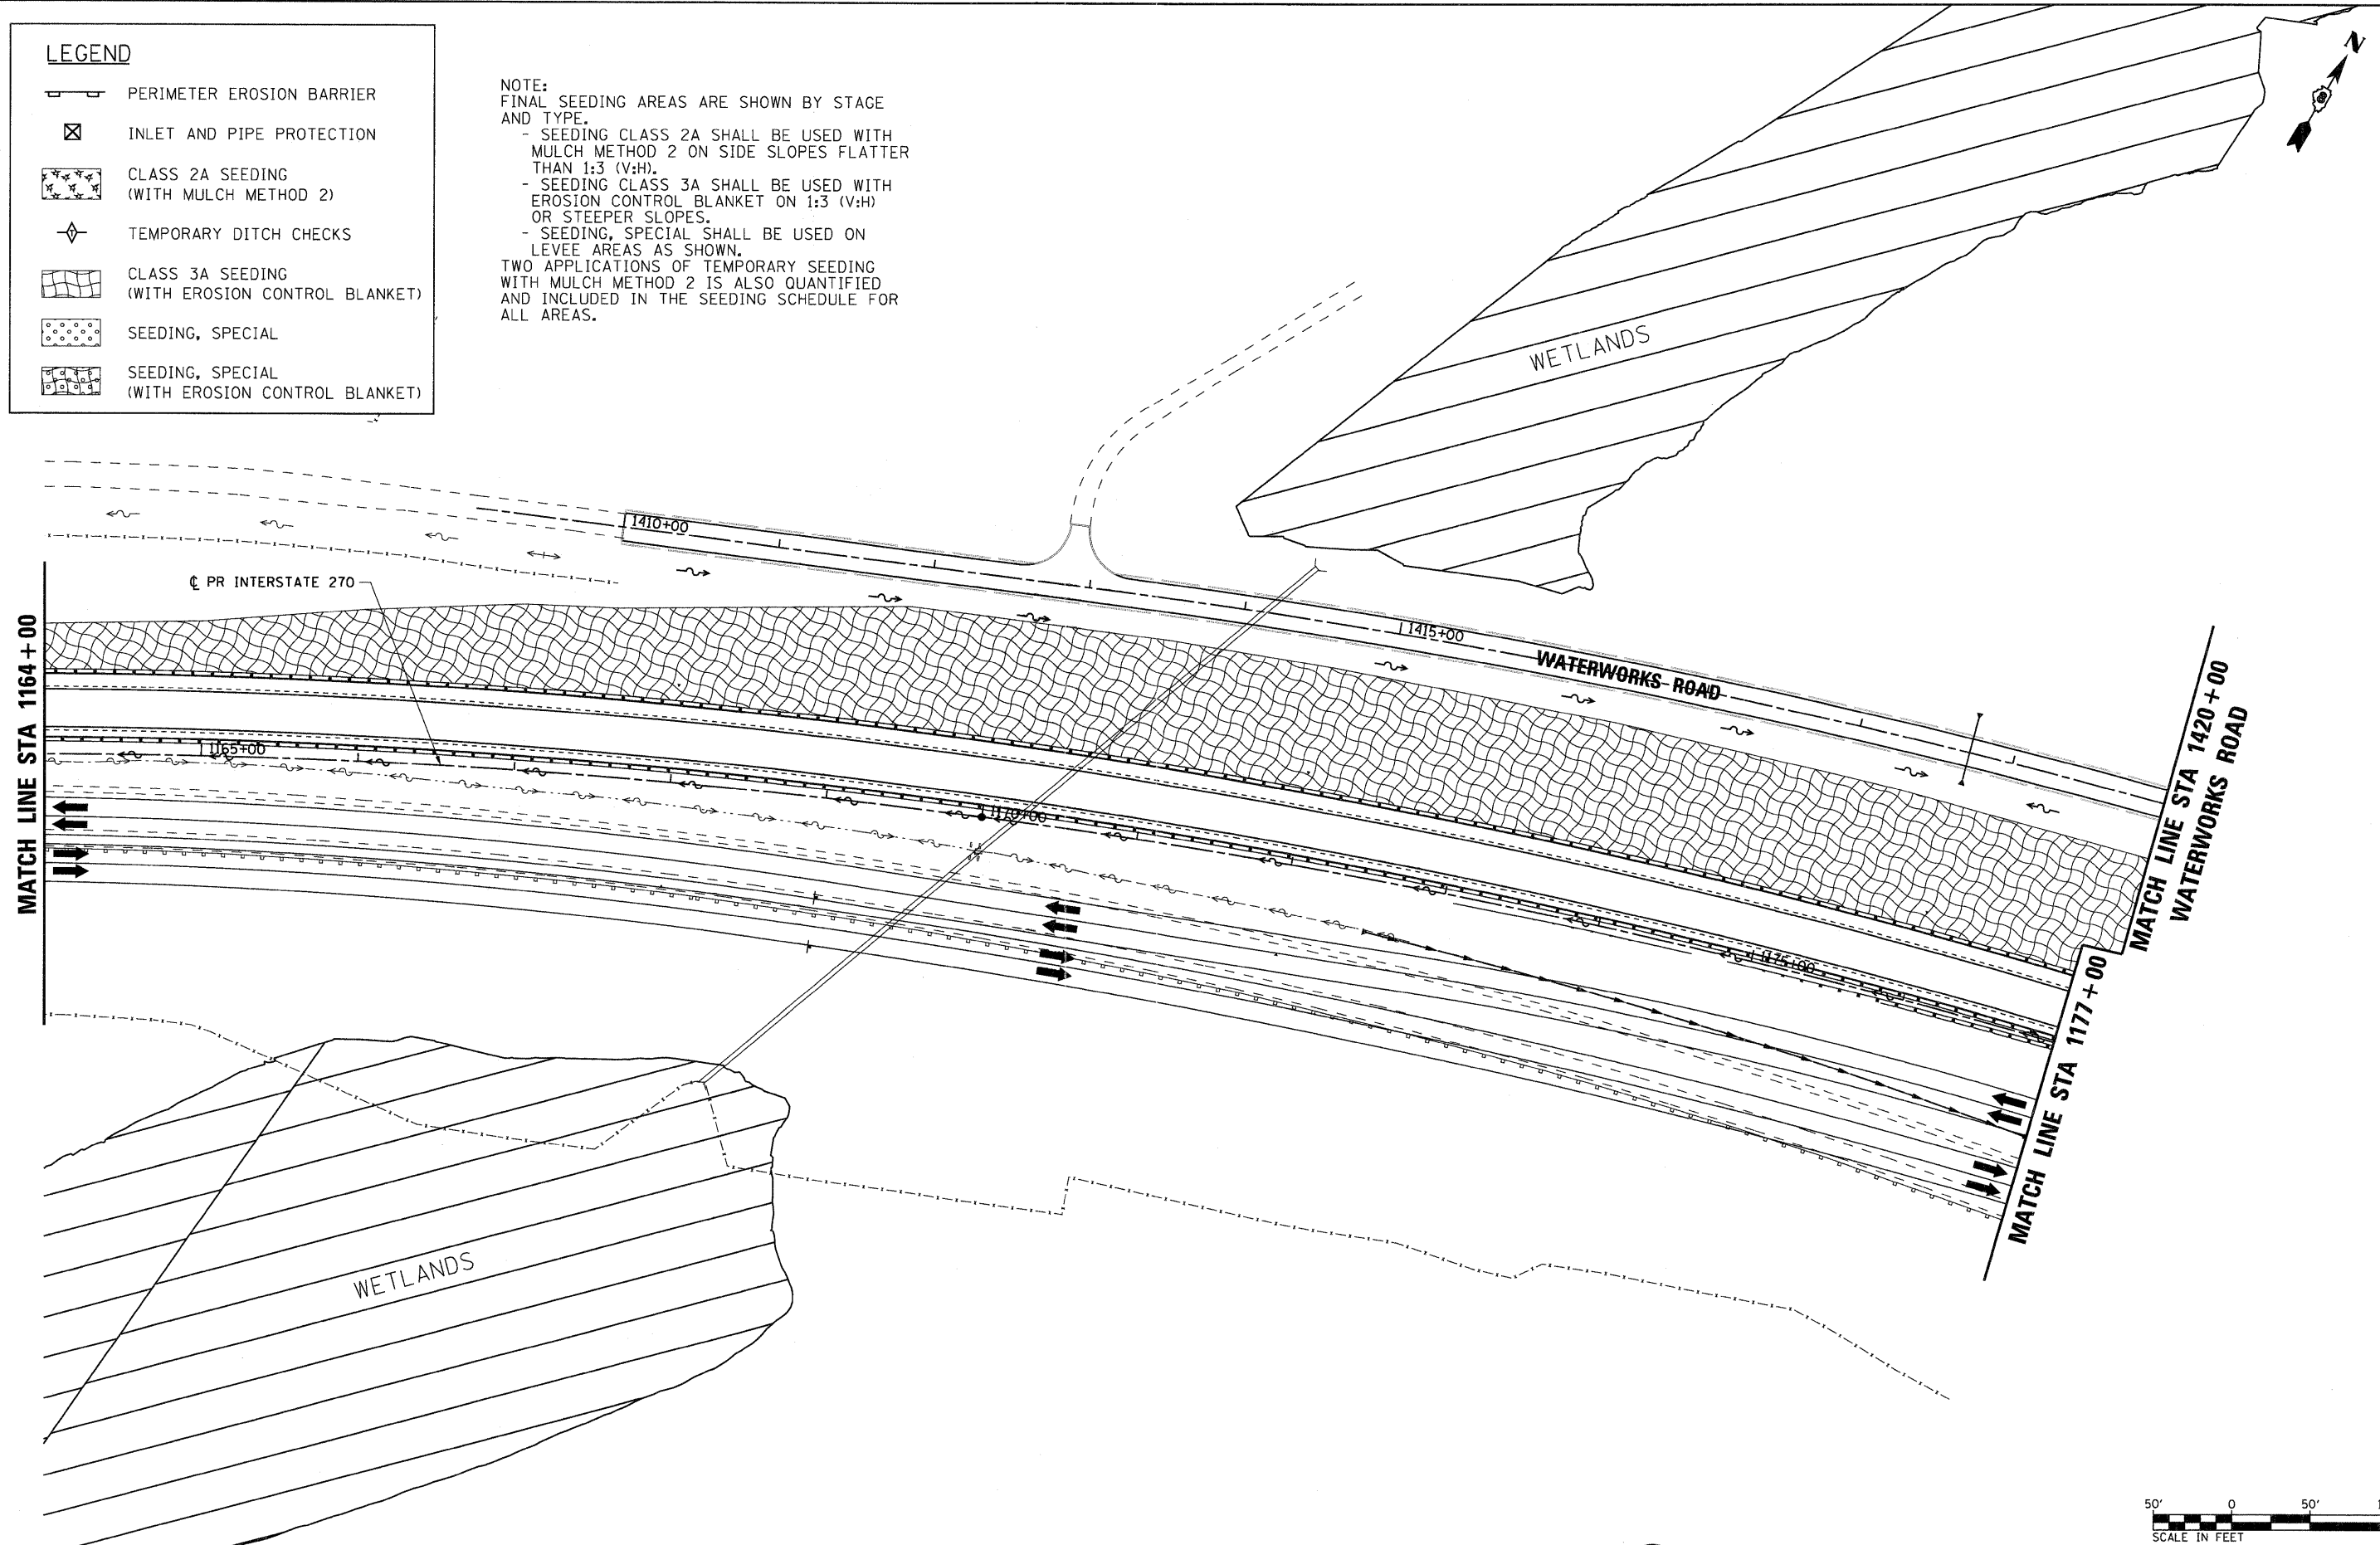 LEGEND
PERIMETER EROSION BARRIER
INLET AND PIPE PROTECTION
CLASS 2A SEEDING
(WITH MULCH METHOD 2)
TEMPORARY DITCH CHECKS
CLASS 3A SEEDING
(WITH EROSION CONTROL BLANKET)
SEEDING, SPECIAL
SEEDING, SPECIAL
(WITH EROSION CONTROL BLANKET)
NOTE:
FINAL SEEDING AREAS ARE SHOWN BY STAGE
AND TYPE.
- SEEDING CLASS 2A SHALL BE USED WITH
MULCH METHOD 2 ON SIDE SLOPES FLATTER
THAN 1:3 (V:H).
- SEEDING CLASS 3A SHALL BE USED WITH
EROSION CONTROL BLANKET ON 1:3 (V:H)
OR STEEPER SLOPES.
- SEEDING, SPECIAL SHALL BE USED ON
LEVEE AREAS AS SHOWN.
TWO APPLICATIONS OF TEMPORARY SEEDING
WITH MULCH METHOD 2 IS ALSO QUANTIFIED
AND INCLUDED IN THE SEEDING SCHEDULE FOR
ALL AREAS.
N
WETLANDS
1410+00
℄ PR INTERSTATE 270
1415+00
WATERWORKS ROAD
MATCH LINE STA 1164+00
1165+00
1170+00
1175+00
MATCH LINE STA 1420+00
WATERWORKS ROAD
MATCH LINE STA 1177+00
WETLANDS
50' 0 50'
SCALE IN FEET